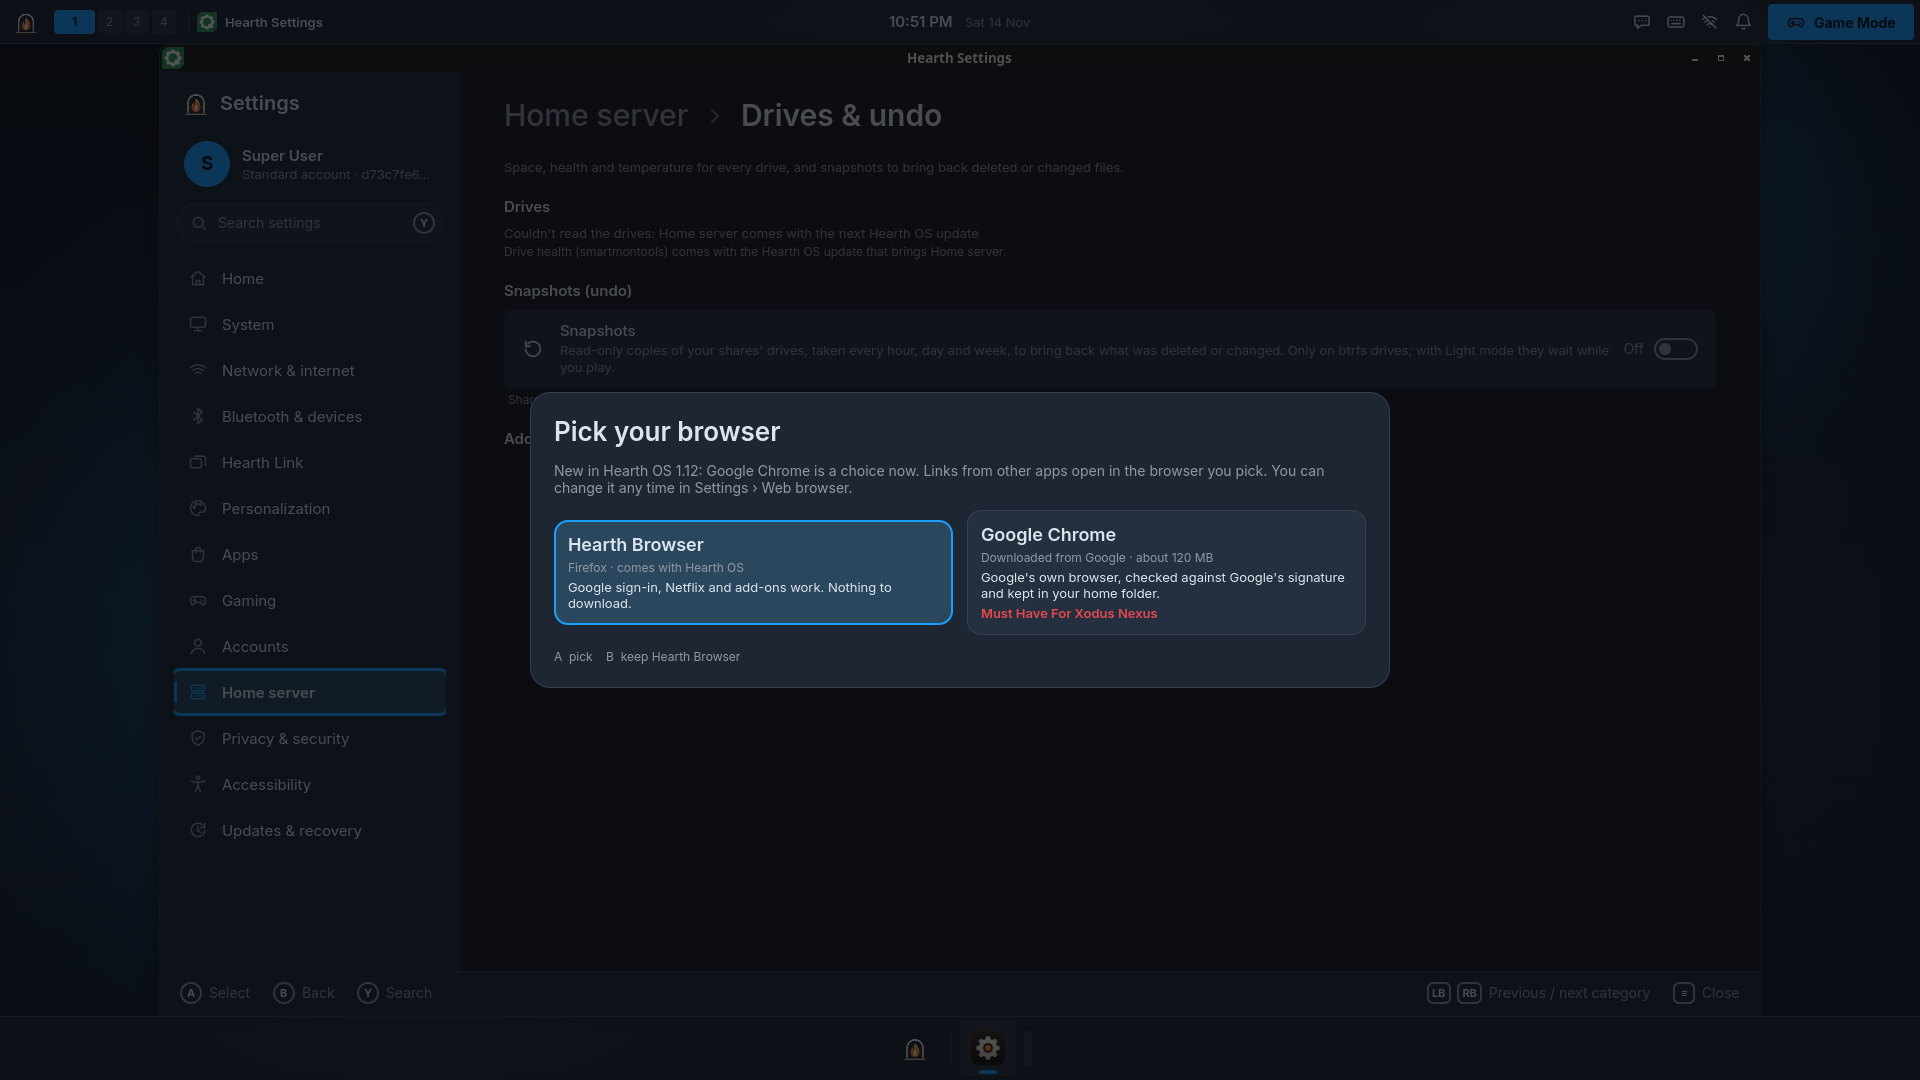 1 2 3 4 Hearth Settings
10:51 PM Sat 14 Nov
Game Mode
Hearth Settings
Settings
S
Super User
Standard account · d73c7fe6...
Search settings Y
Home
System
Network & internet
Bluetooth & devices
Hearth Link
Personalization
Apps
Gaming
Accounts
Home server
Privacy & security
Accessibility
Updates & recovery
Home server › Drives & undo
Space, health and temperature for every drive, and snapshots to bring back deleted or changed files.
Drives
Couldn't read the drives: Home server comes with the next Hearth OS update
Drive health (smartmontools) comes with the Hearth OS update that brings Home server.
Snapshots (undo)
Snapshots
Read-only copies of your shares' drives, taken every hour, day and week, to bring back what was deleted or changed. Only on btrfs drives; with Light mode they wait while
you play.
Off
Pick your browser
New in Hearth OS 1.12: Google Chrome is a choice now. Links from other apps open in the browser you pick. You can
change it any time in Settings › Web browser.
Hearth Browser
Firefox · comes with Hearth OS
Google sign-in, Netflix and add-ons work. Nothing to
download.
Google Chrome
Downloaded from Google · about 120 MB
Google's own browser, checked against Google's signature
and kept in your home folder.
Must Have For Xodus Nexus
A pick B keep Hearth Browser
A Select B Back Y Search
LB RB Previous / next category ≡ Close